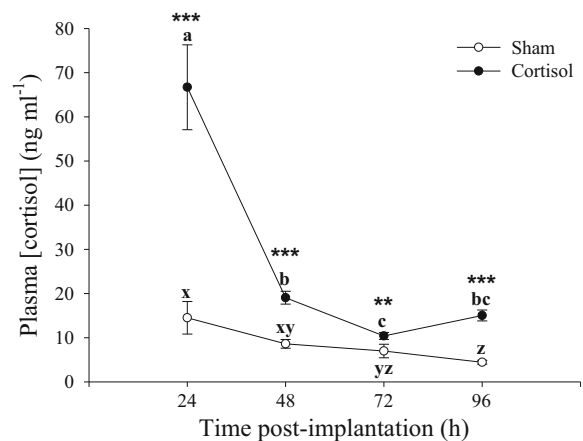 ***
a
80
70
60
50
40
30
20
10
0
Plasma [cortisol] (ng ml⁻¹)
Sham
Cortisol
x
***
b
xy
**
c
yz
***
bc
z
24 48 72 96
Time post-implantation (h)